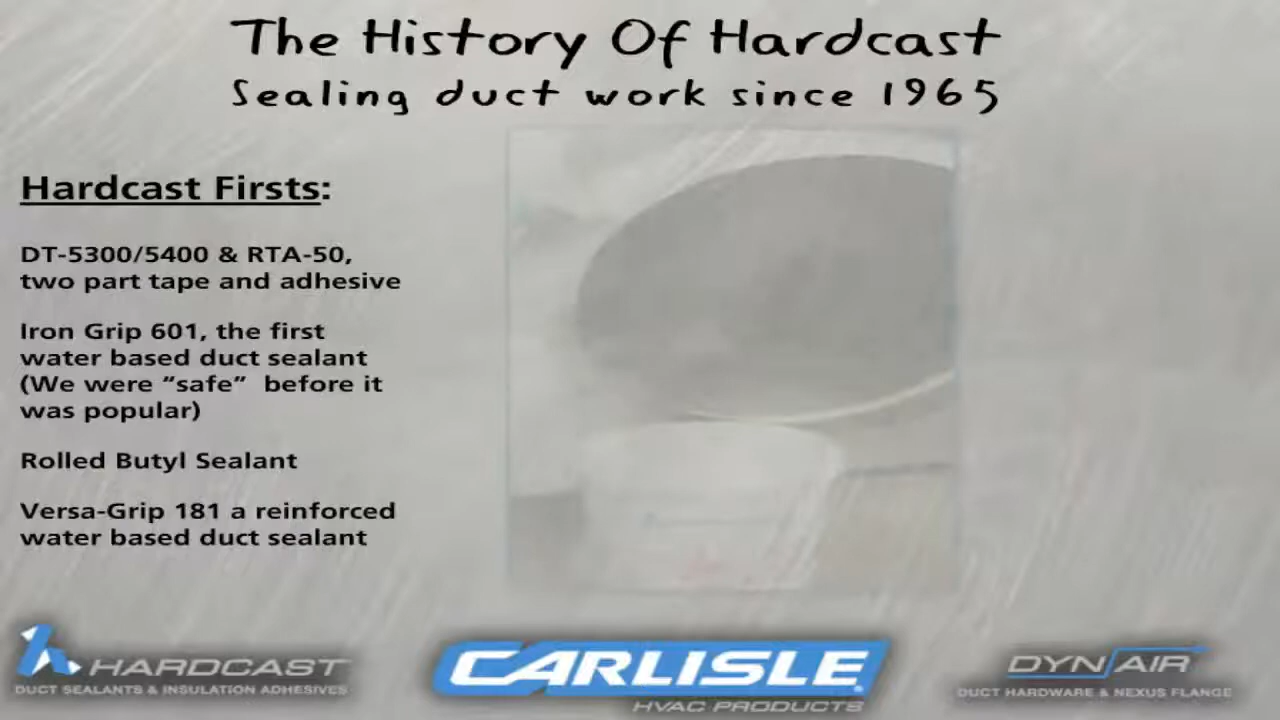 The History Of Hardcast
Sealing duct work since 1965
Hardcast Firsts:
DT-5300/5400 & RTA-50,
two part tape and adhesive
Iron Grip 601, the first
water based duct sealant
(We were “safe”  before it
was popular)
Rolled Butyl Sealant
Versa-Grip 181 a reinforced
water based duct sealant
HARDCAST
DUCT SEALANTS & INSULATION ADHESIVES
CARLISLE®
HVAC PRODUCTS
DYN/AIR
DUCT HARDWARE & NEXUS FLANGE